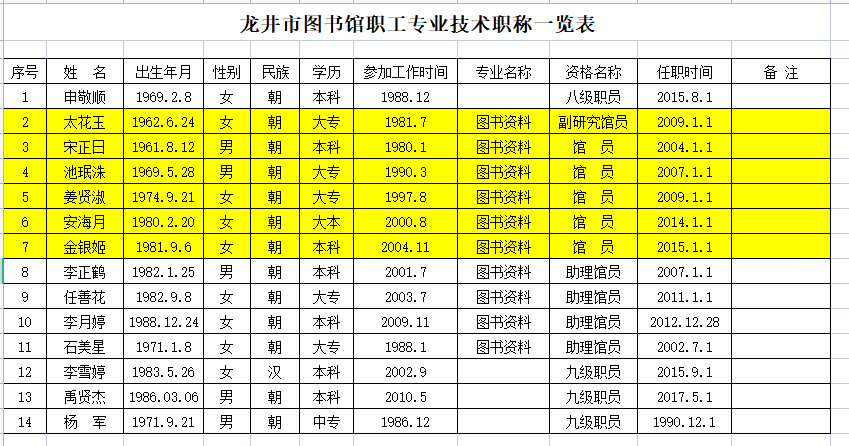 龙井市图书馆职工专业技术职称一览表
序号 姓 名 出生年月 性别 民族 学历 参加工作时间 专业名称 资格名称 任职时间 备 注
1 申敬顺 1969.2.8 女 朝 本科 1988.12 八级职员 2015.8.1
2 太花玉 1962.6.24 女 朝 大专 1981.7 图书资料 副研究馆员 2009.1.1
3 宋正日 1961.8.12 男 朝 本科 1980.1 图书资料 馆 员 2004.1.1
4 池珉洙 1969.5.28 男 朝 大专 1990.3 图书资料 馆 员 2007.1.1
5 姜贤淑 1974.9.21 女 朝 大专 1997.8 图书资料 馆 员 2009.1.1
6 安海月 1980.2.20 女 朝 大本 2000.8 图书资料 馆 员 2014.1.1
7 金银姬 1981.9.6 女 朝 本科 2004.11 图书资料 馆 员 2015.1.1
8 李正鹤 1982.1.25 男 朝 本科 2001.7 图书资料 助理馆员 2007.1.1
9 任善花 1982.9.8 女 朝 大专 2003.7 图书资料 助理馆员 2011.1.1
10 李月婷 1988.12.24 女 朝 本科 2009.11 图书资料 助理馆员 2012.12.28
11 石美星 1971.1.8 女 朝 大专 1988.1 图书资料 助理馆员 2002.7.1
12 李雪婷 1983.5.26 女 汉 本科 2002.9 九级职员 2015.9.1
13 禹贤杰 1986.03.06 男 朝 本科 2010.5 九级职员 2017.5.1
14 杨 军 1971.9.21 男 朝 中专 1986.12 九级职员 1990.12.1